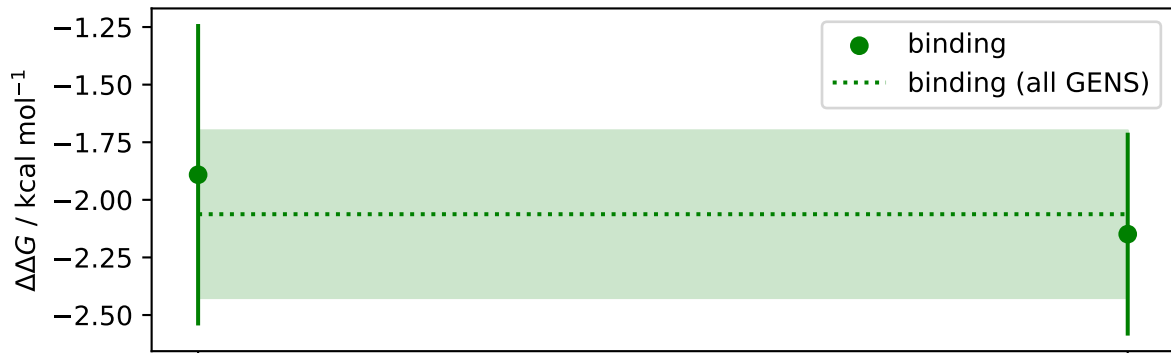 −1.25
−1.50
−1.75
−2.00
−2.25
−2.50
ΔΔG / kcal mol⁻¹
binding
binding (all GENS)